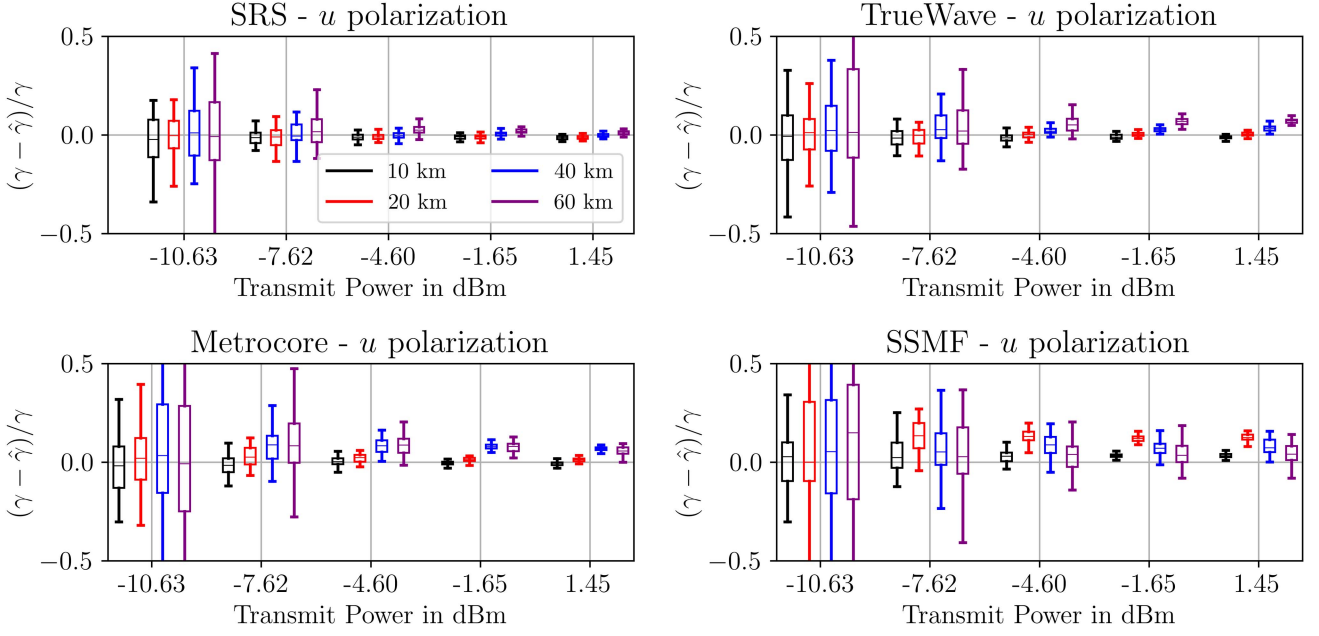 SRS - u polarization
0.5
0.0
−0.5
(γ − γ̂)/γ
10 km
20 km
40 km
60 km
-10.63 -7.62 -4.60 -1.65 1.45
Transmit Power in dBm
TrueWave - u polarization
0.5
0.0
−0.5
(γ − γ̂)/γ
-10.63 -7.62 -4.60 -1.65 1.45
Transmit Power in dBm
Metrocore - u polarization
0.5
0.0
−0.5
(γ − γ̂)/γ
-10.63 -7.62 -4.60 -1.65 1.45
Transmit Power in dBm
SSMF - u polarization
0.5
0.0
−0.5
(γ − γ̂)/γ
-10.63 -7.62 -4.60 -1.65 1.45
Transmit Power in dBm